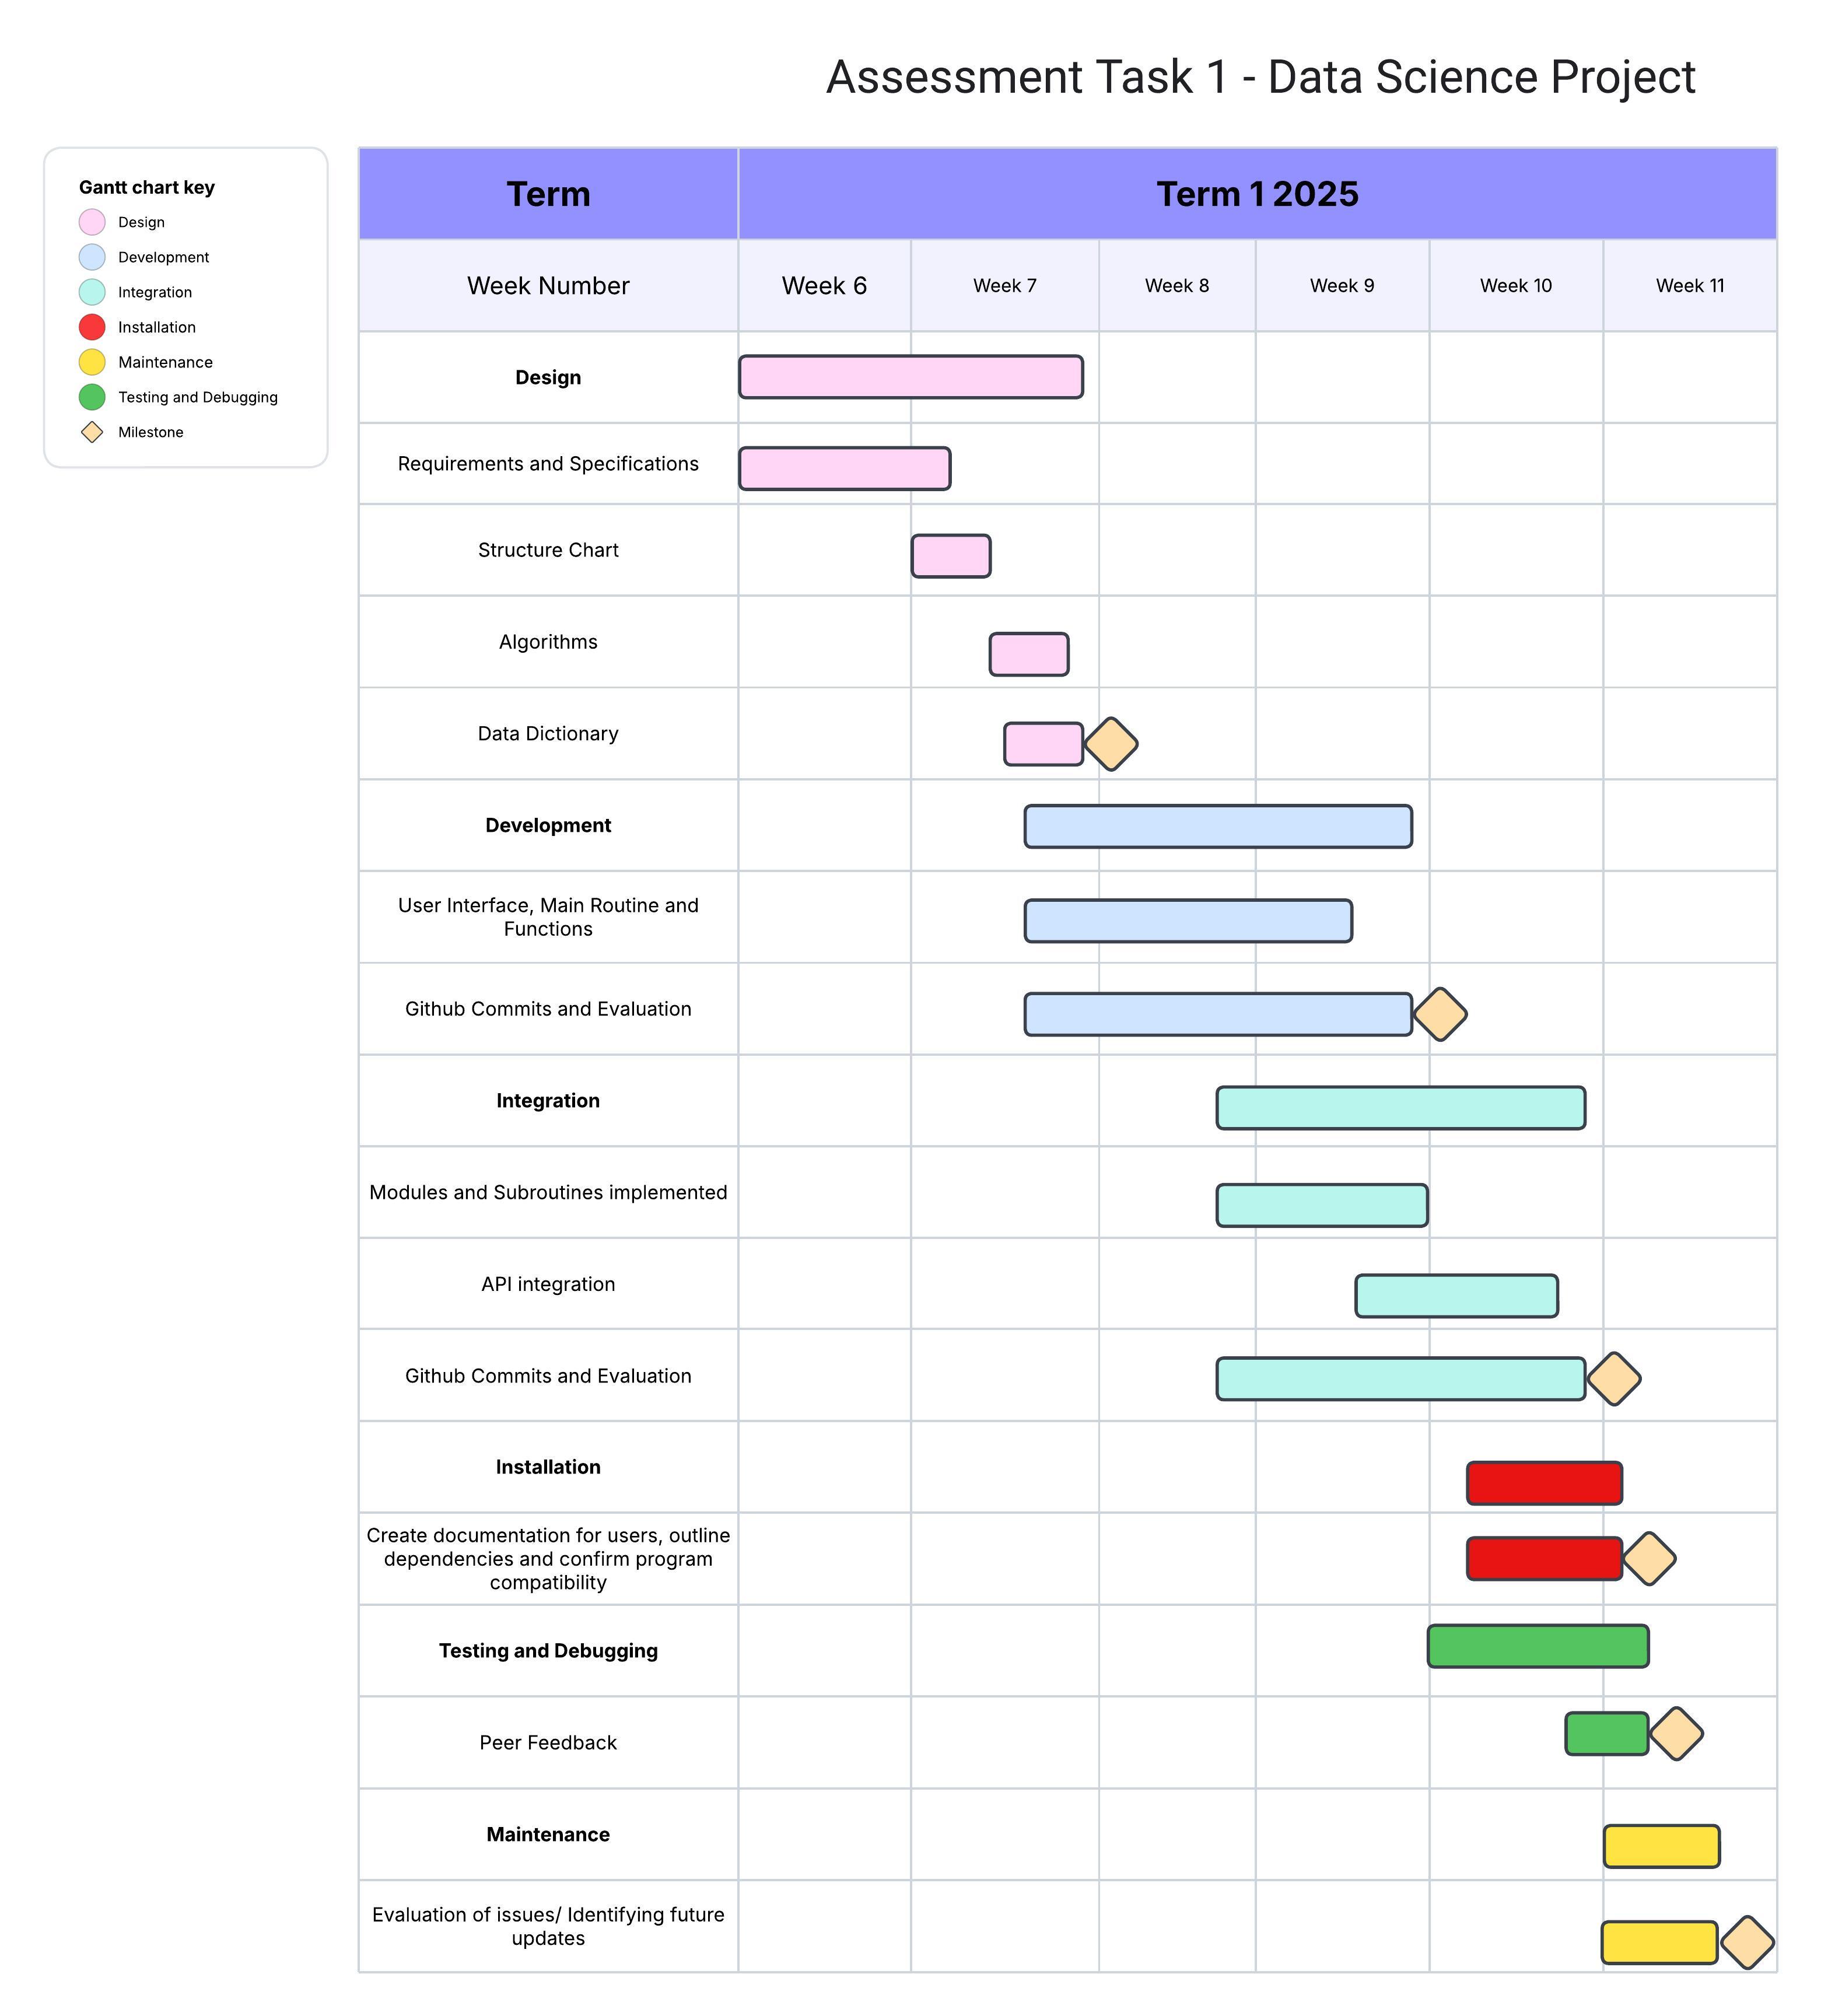 Assessment Task 1 - Data Science Project
Gantt chart key
Design
Development
Integration
Installation
Maintenance
Testing and Debugging
Milestone
Term
Term 1 2025
Week Number
Week 6
Week 7
Week 8
Week 9
Week 10
Week 11
Design
Requirements and Specifications
Structure Chart
Algorithms
Data Dictionary
Development
User Interface, Main Routine and
Functions
Github Commits and Evaluation
Integration
Modules and Subroutines implemented
API integration
Github Commits and Evaluation
Installation
Create documentation for users, outline
dependencies and confirm program
compatibility
Testing and Debugging
Peer Feedback
Maintenance
Evaluation of issues/ Identifying future
updates